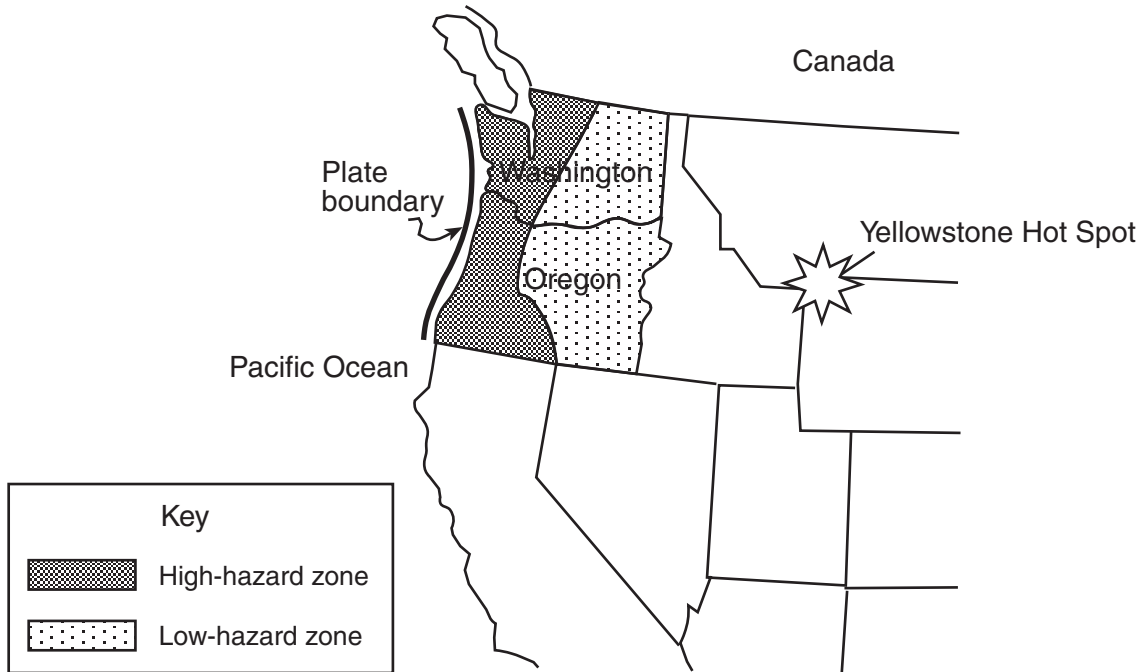 Canada
Plate
boundary
Washington
Yellowstone Hot Spot
Oregon
Pacific Ocean
Key
High-hazard zone
Low-hazard zone